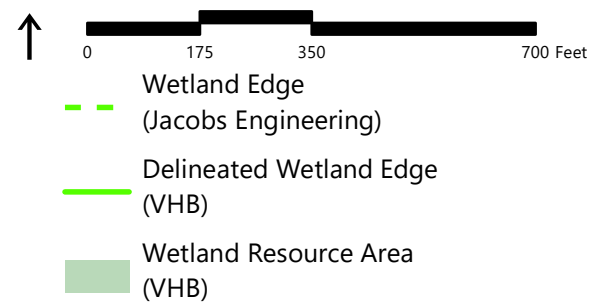 0 175 350 700 Feet
Wetland Edge
(Jacobs Engineering)
Delineated Wetland Edge
(VHB)
Wetland Resource Area
(VHB)